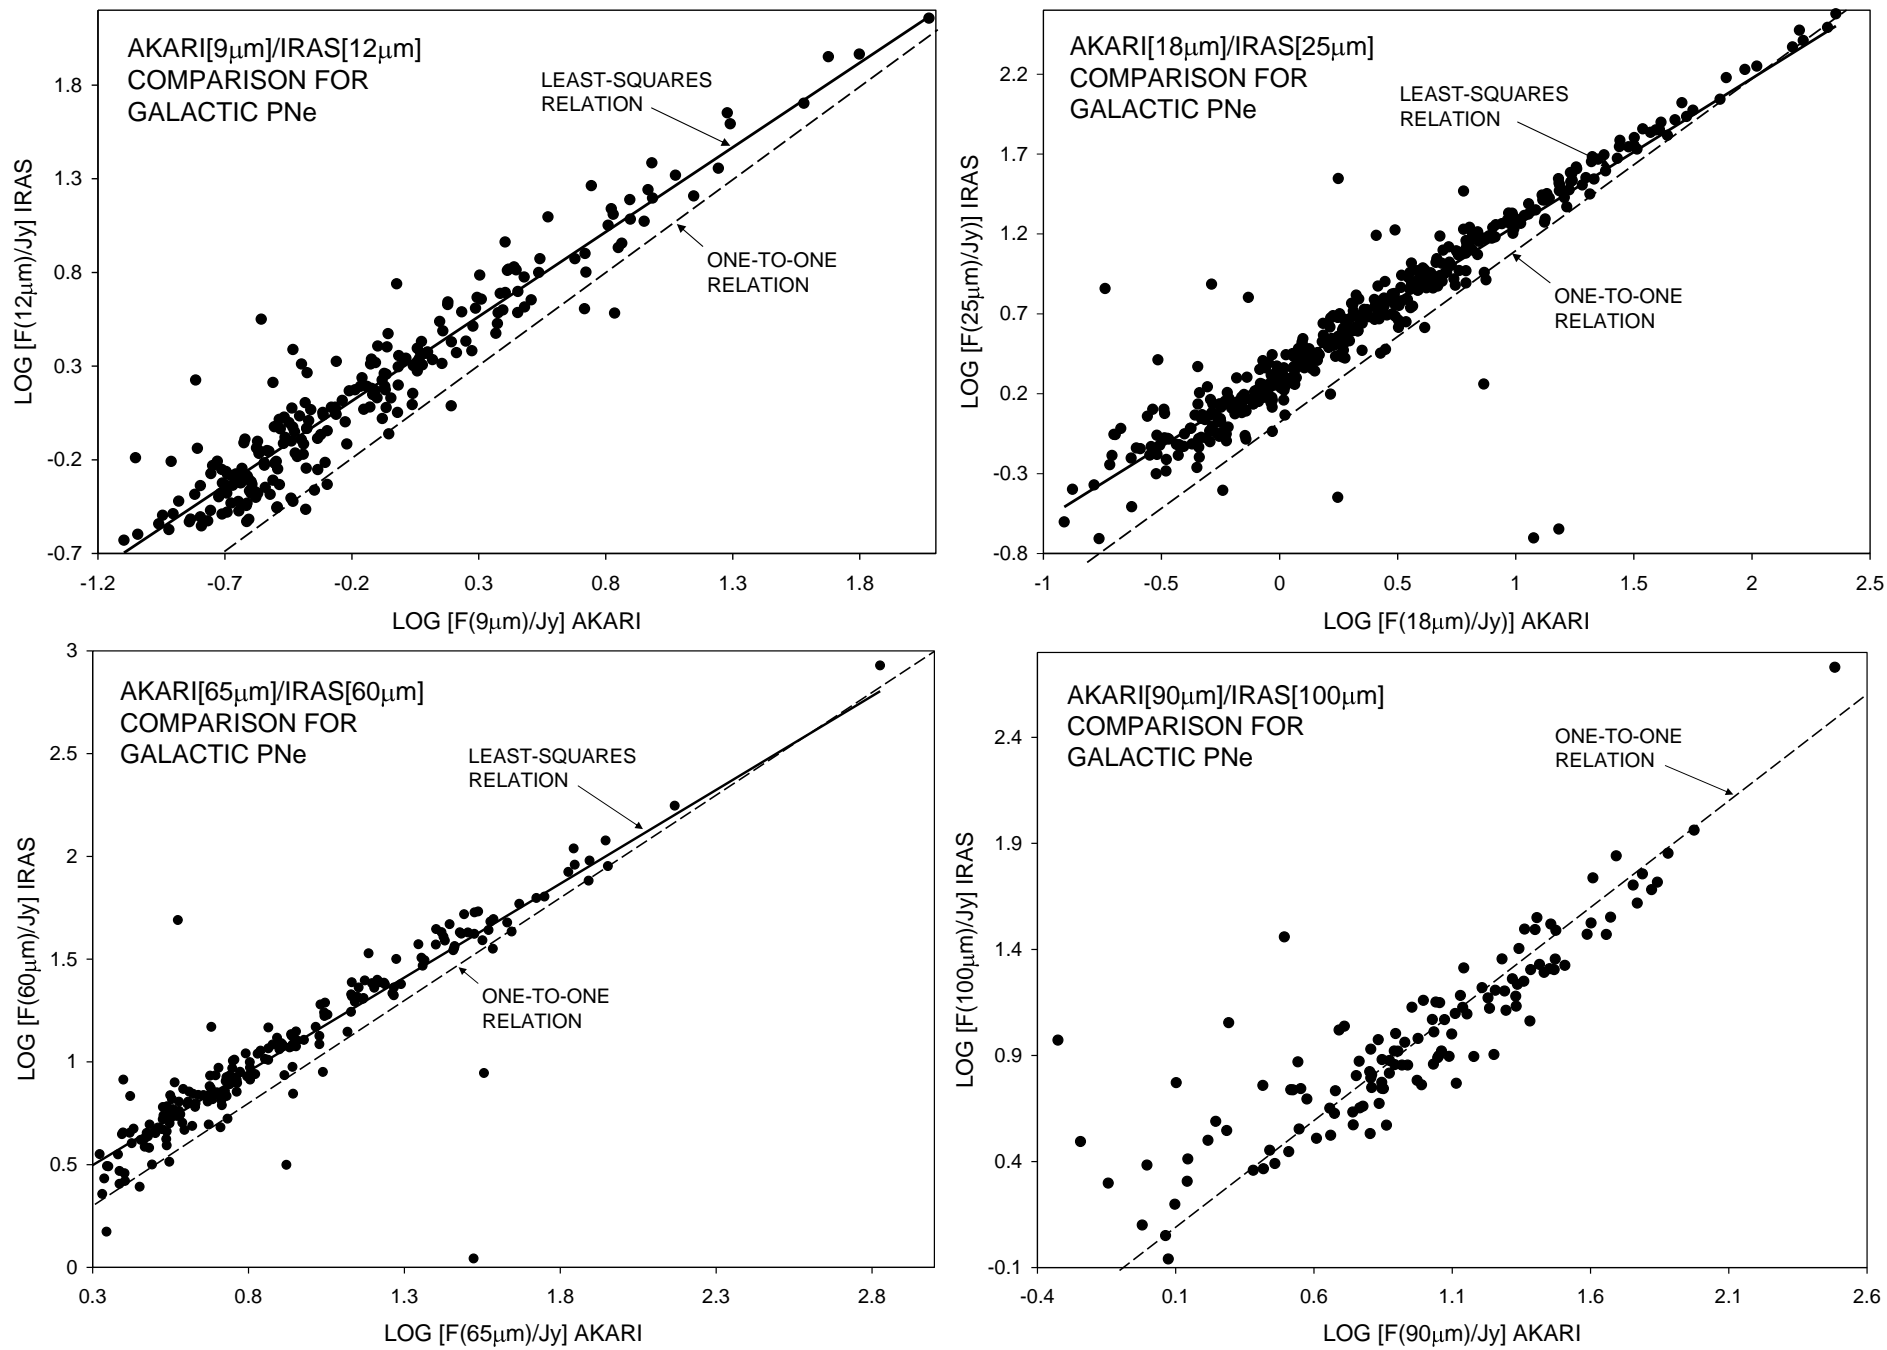 AKARI[9μm]/IRAS[12μm]
COMPARISON FOR
GALACTIC PNe
LEAST-SQUARES
RELATION
ONE-TO-ONE
RELATION
LOG [F(12μm)/Jy] IRAS
1.8
1.3
0.8
0.3
-0.2
-0.7
-1.2
-0.7
-0.2
0.3
0.8
1.3
1.8
LOG [F(9μm)/Jy] AKARI
AKARI[18μm]/IRAS[25μm]
COMPARISON FOR
GALACTIC PNe
LEAST-SQUARES
RELATION
ONE-TO-ONE
RELATION
LOG [F(25μm)/Jy)] IRAS
2.2
1.7
1.2
0.7
0.2
-0.3
-0.8
-1
-0.5
0
0.5
1
1.5
2
2.5
LOG [F(18μm)/Jy)] AKARI
AKARI[65μm]/IRAS[60μm]
COMPARISON FOR
GALACTIC PNe
LEAST-SQUARES
RELATION
ONE-TO-ONE
RELATION
LOG [F(60μm)/Jy] IRAS
3
2.5
2
1.5
1
0.5
0
0.3
0.8
1.3
1.8
2.3
2.8
LOG [F(65μm)/Jy] AKARI
AKARI[90μm]/IRAS[100μm]
COMPARISON FOR
GALACTIC PNe
ONE-TO-ONE
RELATION
LOG [F(100μm)/Jy] IRAS
2.4
1.9
1.4
0.9
0.4
-0.1
-0.4
0.1
0.6
1.1
1.6
2.1
2.6
LOG [F(90μm)/Jy] AKARI